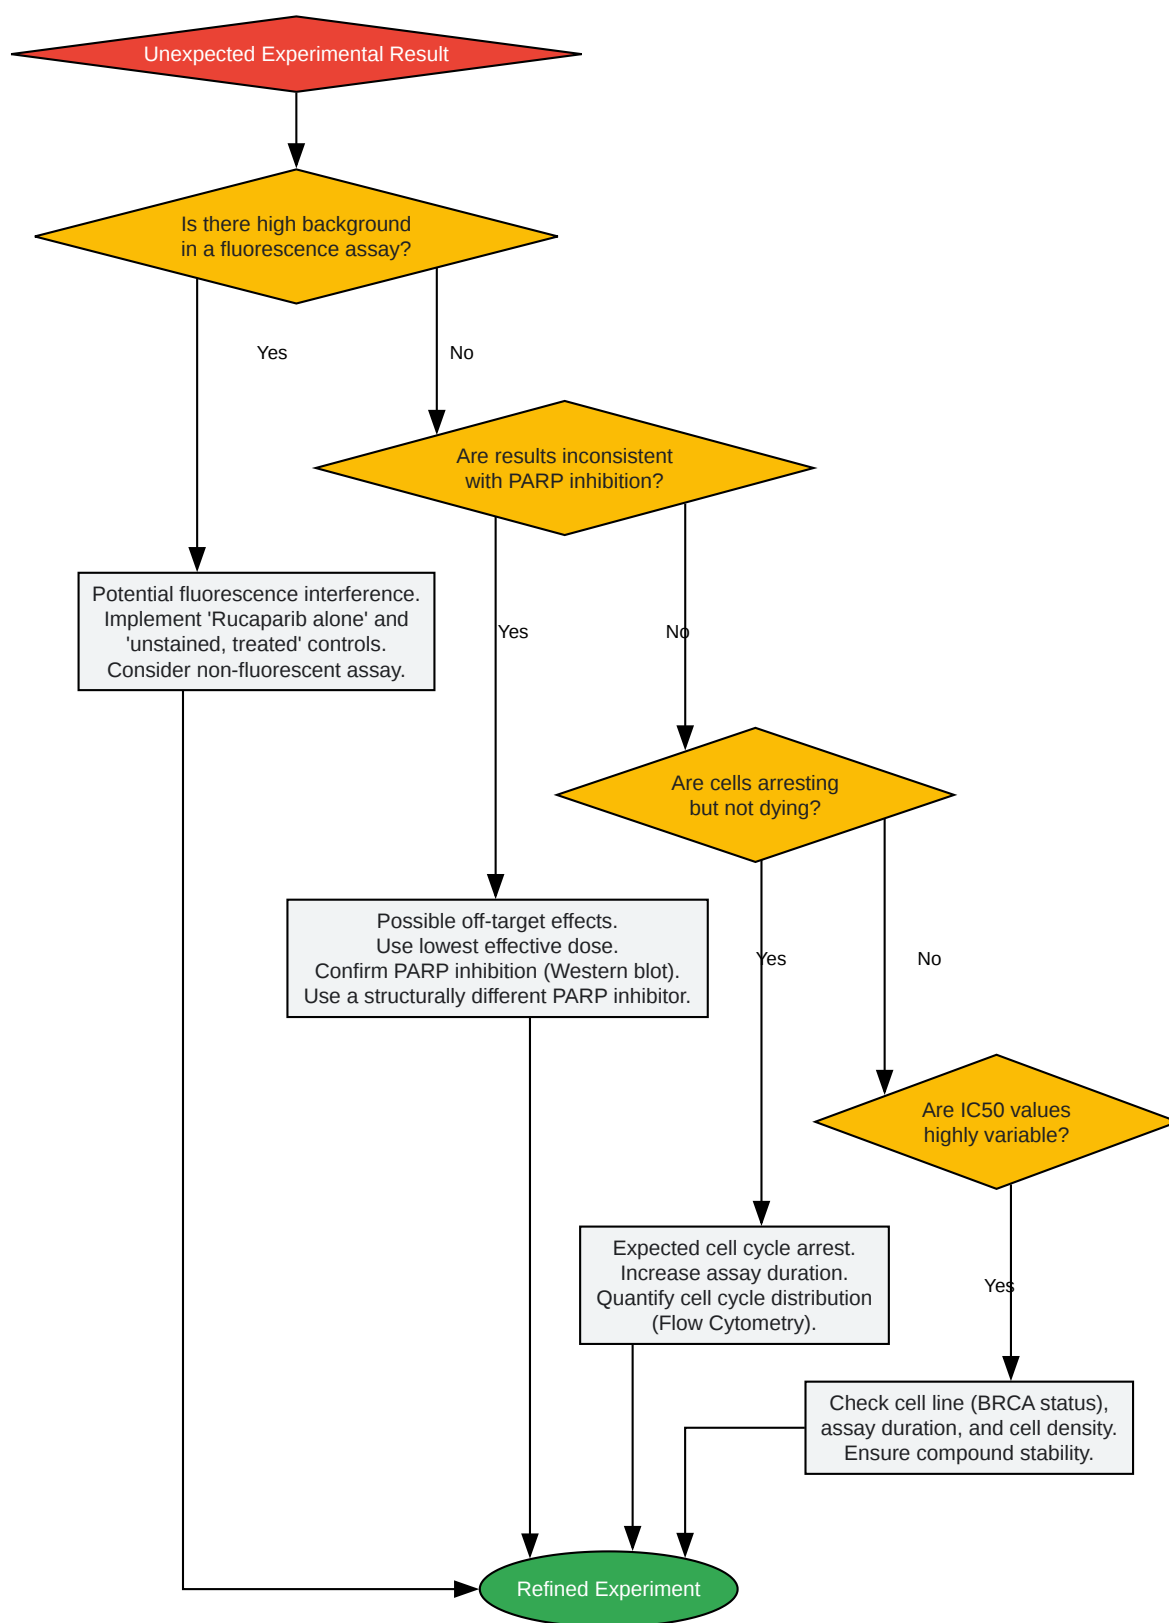 Unexpected Experimental Result
Is there high background
in a fluorescence assay?
Yes
No
Are results inconsistent
with PARP inhibition?
Potential fluorescence interference.
Implement 'Rucaparib alone' and
'unstained, treated' controls.
Consider non-fluorescent assay.
Yes
No
Are cells arresting
but not dying?
Possible off-target effects.
Use lowest effective dose.
Confirm PARP inhibition (Western blot).
Use a structurally different PARP inhibitor.
Yes
No
Are IC50 values
highly variable?
Expected cell cycle arrest.
Increase assay duration.
Quantify cell cycle distribution
(Flow Cytometry).
Yes
Check cell line (BRCA status),
assay duration, and cell density.
Ensure compound stability.
Refined Experiment